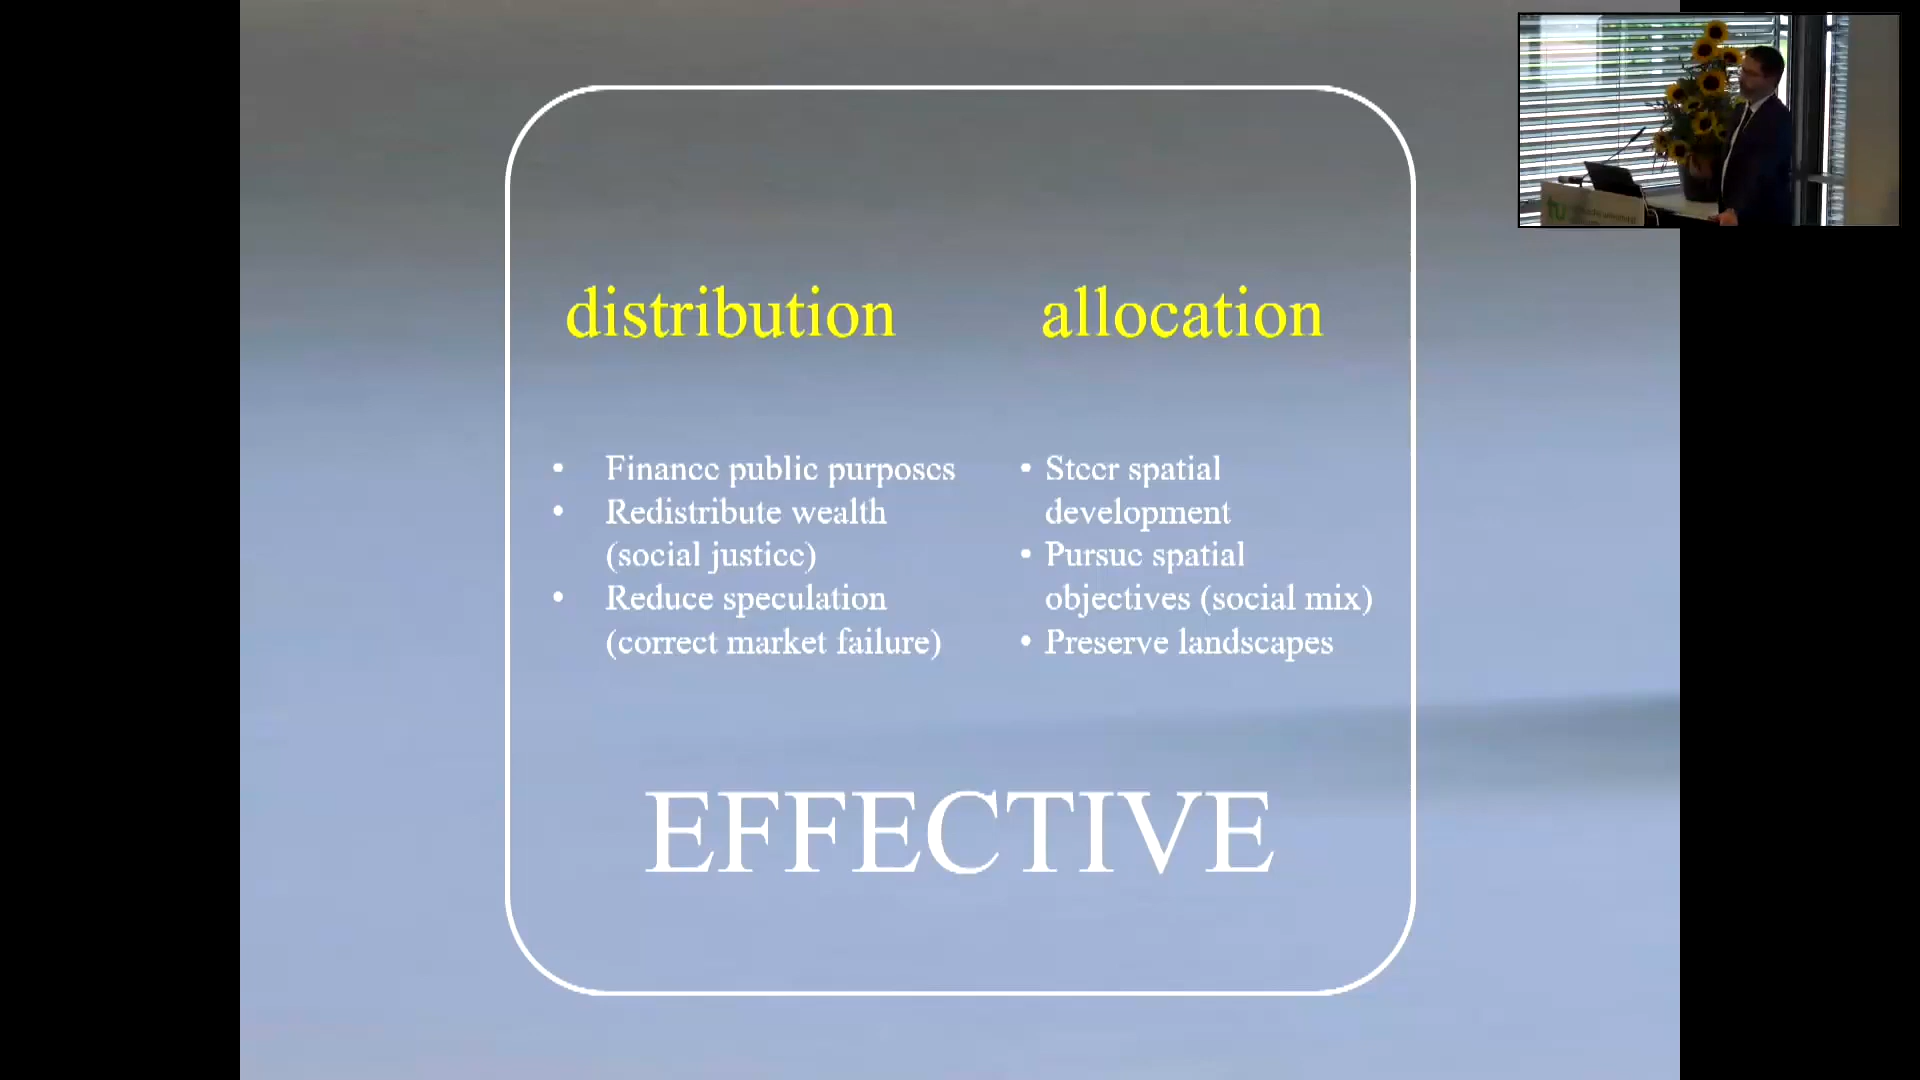 distribution
allocation
• Finance public purposes
• Redistribute wealth
(social justice)
• Reduce speculation
(correct market failure)
• Steer spatial
development
• Pursue spatial
objectives (social mix)
• Preserve landscapes
EFFECTIVE
tu